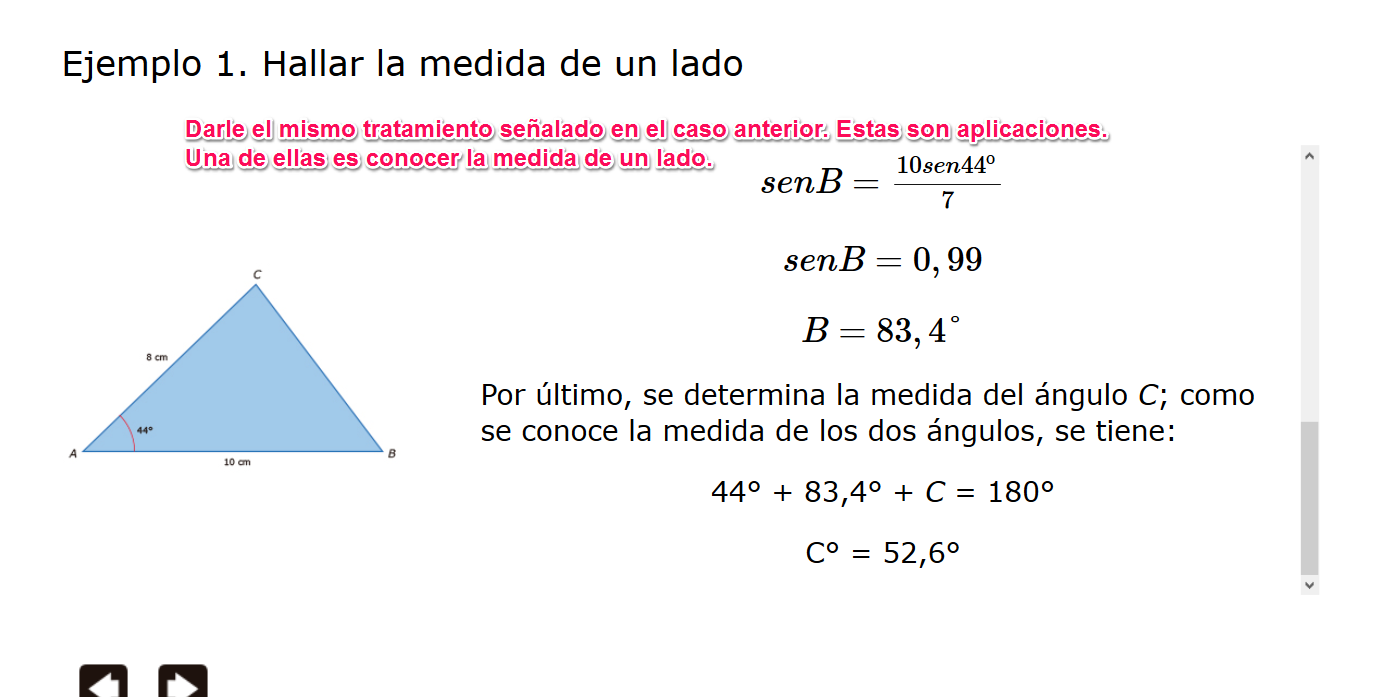 Ejemplo 1. Hallar la medida de un lado
Darle el mismo tratamiento señalado en el caso anterior. Estas son aplicaciones.
Una de ellas es conocer la medida de un lado.
senB = 10sen44º / 7
senB = 0, 99
B = 83, 4°
C
8 cm
44°
A
B
10 cm
Por último, se determina la medida del ángulo C; como
se conoce la medida de los dos ángulos, se tiene:
44° + 83,4° + C = 180°
C° = 52,6°